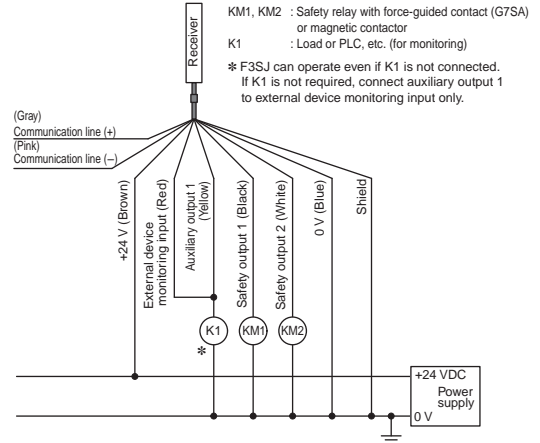 Receiver
KM1, KM2 : Safety relay with force-guided contact (G7SA)
or magnetic contactor
K1 : Load or PLC, etc. (for monitoring)
* F3SJ can operate even if K1 is not connected.
If K1 is not required, connect auxiliary output 1
to external device monitoring input only.
(Gray)
Communication line (+)
(Pink)
Communication line (−)
+24 V (Brown)
External device
monitoring input (Red)
Auxiliary output 1
(Yellow)
Safety output 1 (Black)
Safety output 2 (White)
0 V (Blue)
Shield
K1
KM1
KM2
*
+24 VDC
Power
supply
0 V